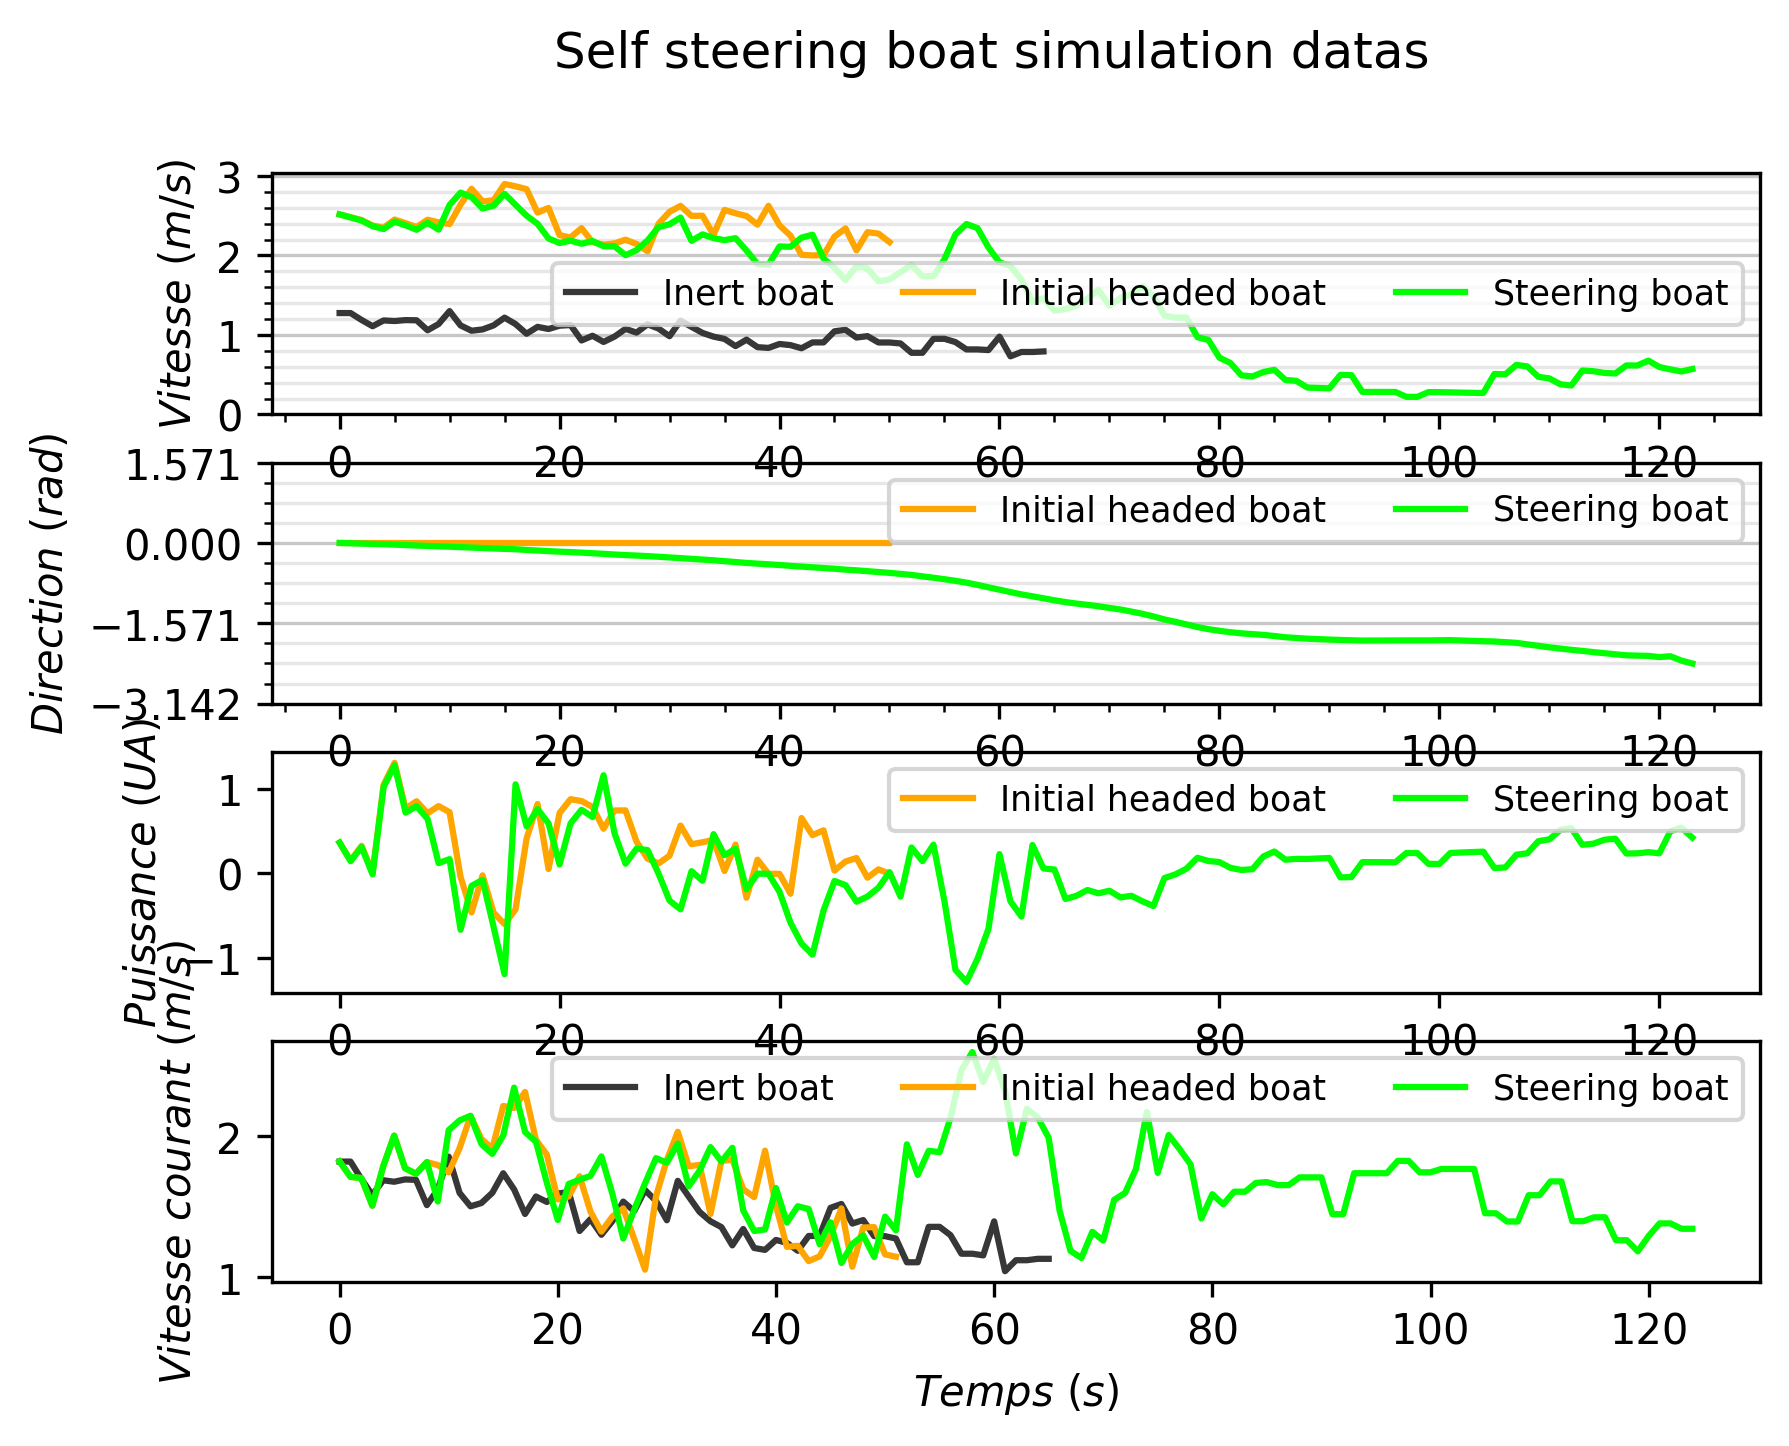 Self steering boat simulation datas
Vitesse (m/s)
3
2
1
0
Inert boat Initial headed boat Steering boat
0 20 40 60 80 100 120
Direction (rad)
1.571
0.000
−1.571
−3.142
Initial headed boat Steering boat
0 20 40 60 80 100 120
Puissance (UA)
1
0
−1
Initial headed boat Steering boat
0 20 40 60 80 100 120
Vitesse courant (m/s)
2
1
Inert boat Initial headed boat Steering boat
0 20 40 60 80 100 120
Temps (s)